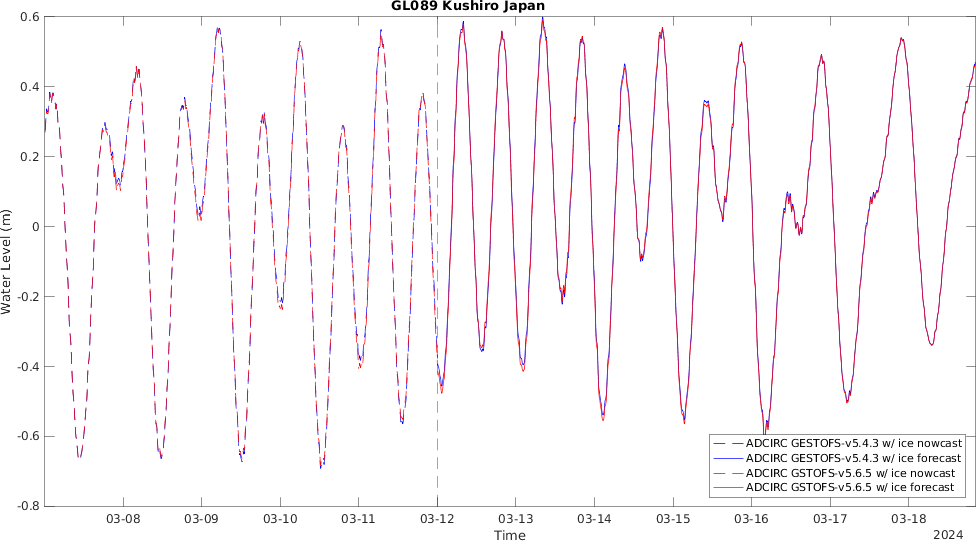 GL089 Kushiro Japan
0.6
0.4
0.2
0
-0.2
-0.4
-0.6
-0.8
Water Level (m)
ADCIRC GESTOFS-v5.4.3 w/ ice nowcast
ADCIRC GESTOFS-v5.4.3 w/ ice forecast
ADCIRC GSTOFS-v5.6.5 w/ ice nowcast
ADCIRC GSTOFS-v5.6.5 w/ ice forecast
03-08 03-09 03-10 03-11 03-12 03-13 03-14 03-15 03-16 03-17 03-18
Time
2024